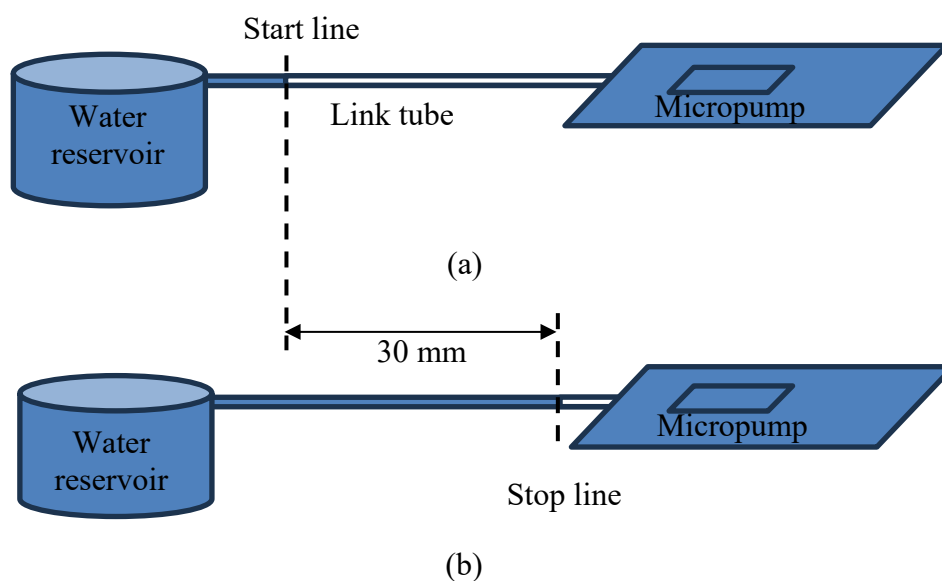 Start line
Water
reservoir
Link tube
Micropump
(a)
30 mm
Water
reservoir
Micropump
Stop line
(b)